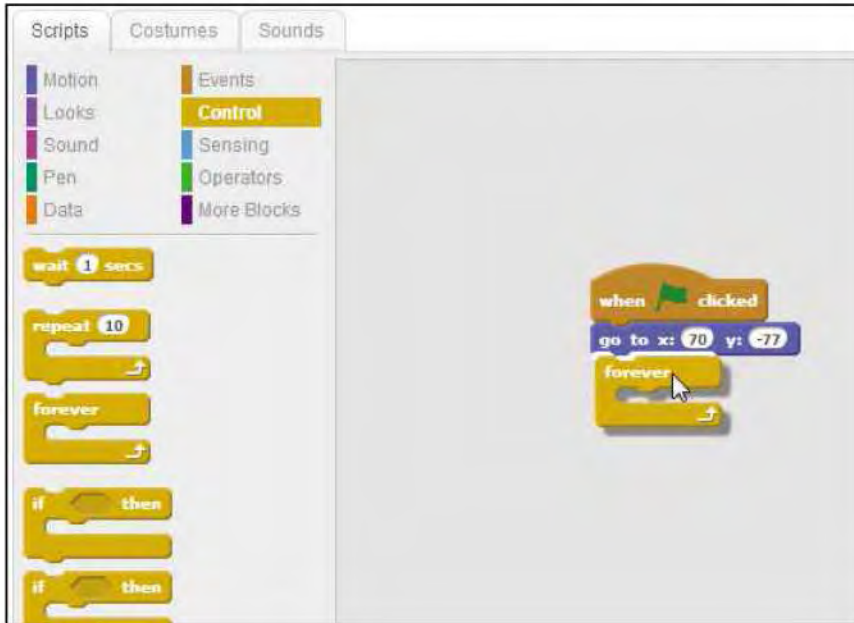 Scripts Costumes Sounds
Motion Events
Looks Control
Sound Sensing
Pen Operators
Data More Blocks
wait 1 secs
repeat 10
forever
if then
if then
when clicked
go to x: 70 y: -77
forever